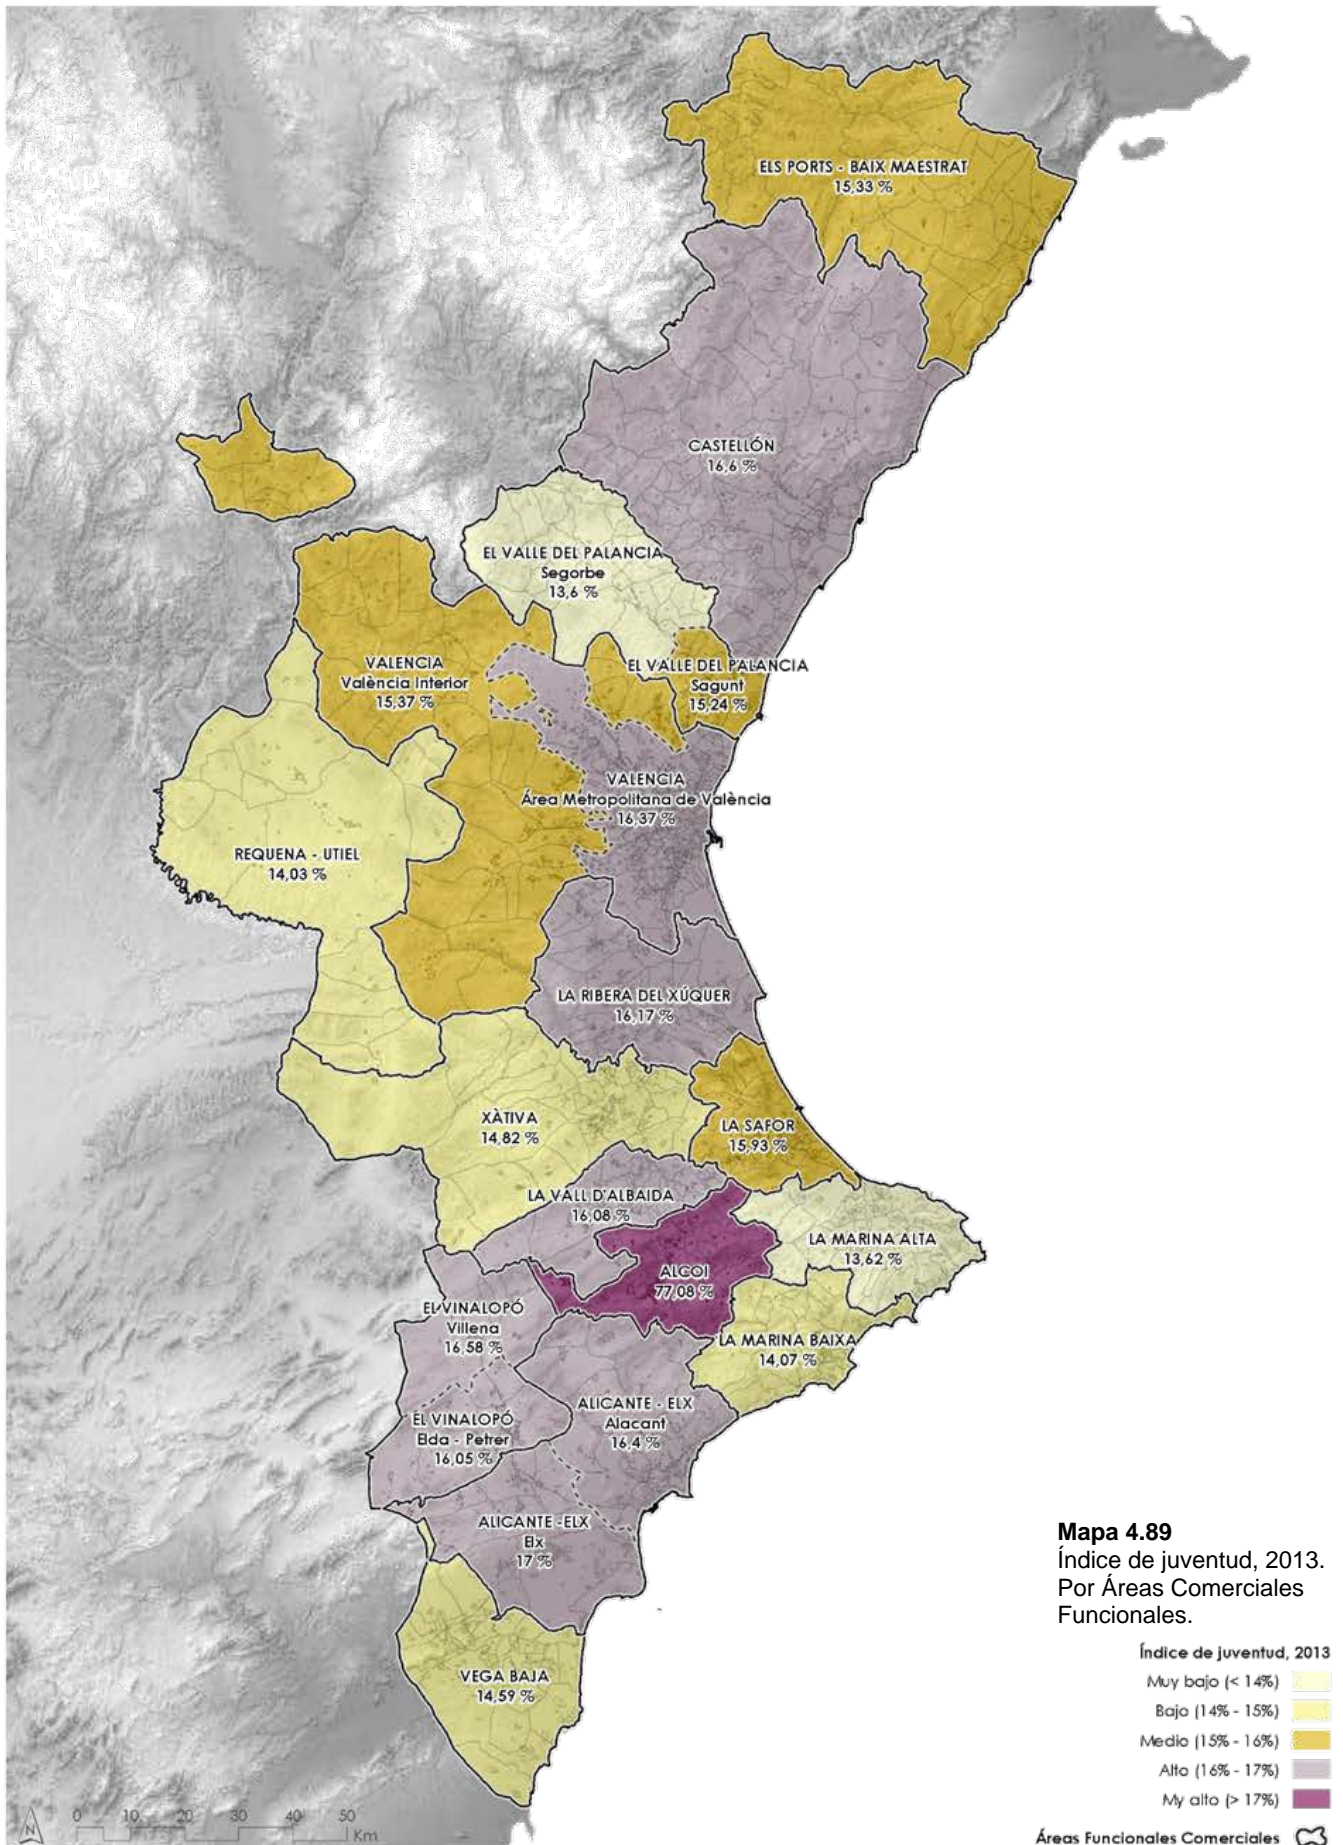 ELS PORTS - BAIX MAESTRAT
15,33 %
CASTELLÓN
16,6 %
EL VALLE DEL PALANCIA
Segorbe
13,6 %
VALENCIA
València Interior
15,37 %
EL VALLE DEL PALANCIA
Sagunt
15,24 %
VALENCIA
Área Metropolitana de València
16,37 %
REQUENA - UTIEL
14,03 %
LA RIBERA DEL XÚQUER
16,17 %
XÀTIVA
14,82 %
LA SAFOR
15,93 %
LA VALL D'ALBAIDA
16,08 %
LA MARINA ALTA
13,62 %
ALCOI
77,08 %
EL VINALOPÓ
Villena
16,58 %
LA MARINA BAIXA
14,07 %
ALICANTE - ELX
Alacant
16,4 %
EL VINALOPÓ
Elda - Petrer
16,05 %
ALICANTE -ELX
Elx
17 %
VEGA BAJA
14,59 %
Mapa 4.89
Índice de juventud, 2013.
Por Áreas Comerciales
Funcionales.
Índice de juventud, 2013
Muy bajo (< 14%)
Bajo (14% - 15%)
Medio (15% - 16%)
Alto (16% - 17%)
My alto (> 17%)
Áreas Funcionales Comerciales
N
0 10 20 30 40 50
Km